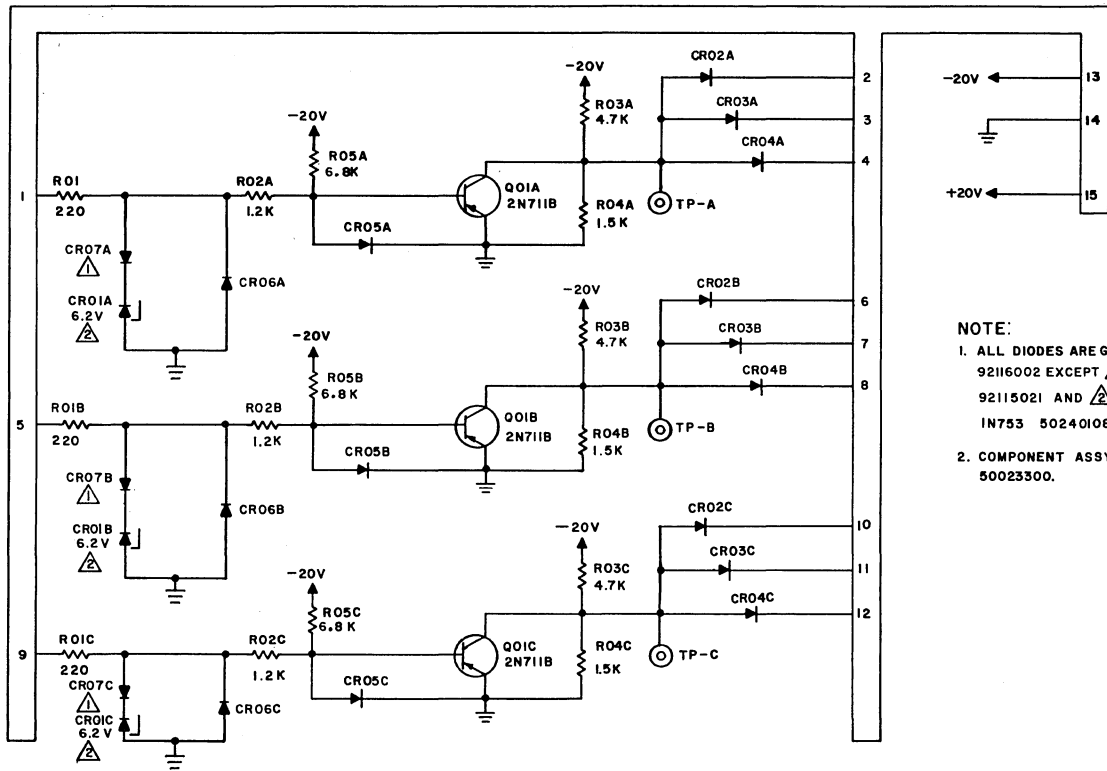 CR02A
2
-20V
13
-20V
R03A
4.7K
CR03A
3
14
-20V
R05A
6.8K
CR04A
4
1
R01
220
R02A
1.2K
Q01A
2N711B
R04A
1.5K
TP-A
+20V
15
CR05A
CR07A
1
CR01A
6.2V
2
CR06A
-20V
CR02B
6
R03B
4.7K
CR03B
7
-20V
R05B
6.8K
CR04B
8
5
R01B
220
R02B
1.2K
Q01B
2N711B
R04B
1.5K
TP-B
CR05B
CR07B
1
CR01B
6.2V
2
CR06B
-20V
CR02C
10
R03C
4.7K
CR03C
11
-20V
R05C
6.8K
CR04C
12
9
R01C
220
R02C
1.2K
Q01C
2N711B
R04C
1.5K
TP-C
CR05C
CR07C
1
CR01C
6.2V
2
CR06C
NOTE:
1. ALL DIODES ARE G
92116002 EXCEPT
92115021 AND 2
1N753 50240108
2. COMPONENT ASSY
50023300.